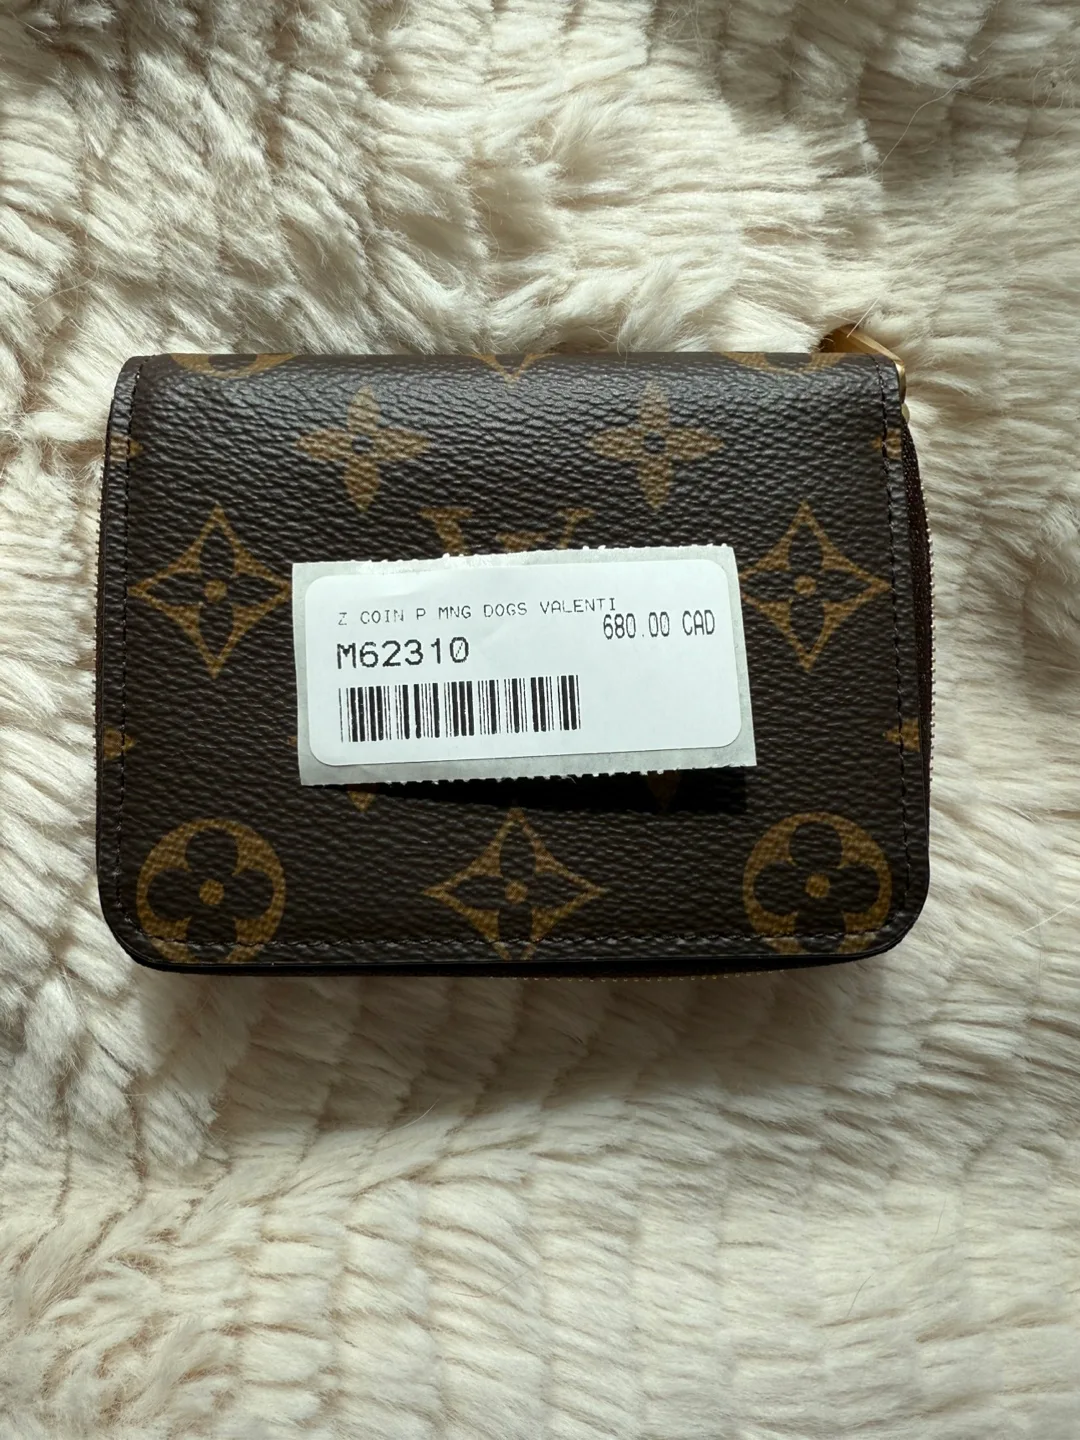 Z COIN P MNG DOGS VALENTI
680.00 CAD
M62310